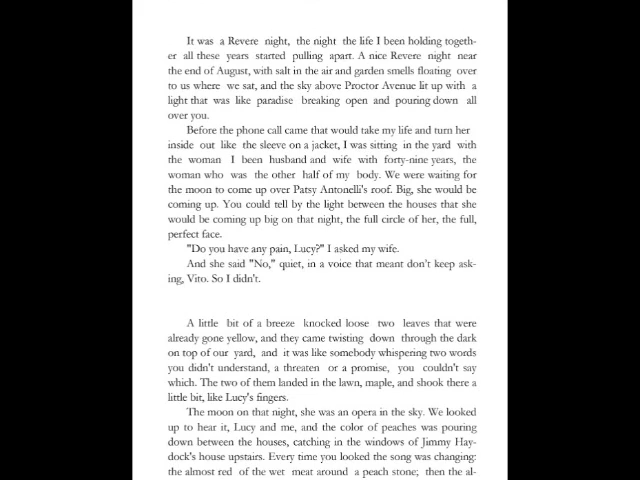 It was a Revere night, the night the life I been holding togeth-
er all these years started pulling apart. A nice Revere night near
the end of August, with salt in the air and garden smells floating over
to us where we sat, and the sky above Proctor Avenue lit up with a
light that was like paradise breaking open and pouring down all
over you.
Before the phone call came that would take my life and turn her
inside out like the sleeve on a jacket, I was sitting in the yard with
the woman I been husband and wife with forty-nine years, the
woman who was the other half of my body. We were waiting for
the moon to come up over Patsy Antonelli's roof. Big, she would be
coming up. You could tell by the light between the houses that she
would be coming up big on that night, the full circle of her, the full,
perfect face.
"Do you have any pain, Lucy?" I asked my wife.
And she said "No," quiet, in a voice that meant don't keep ask-
ing, Vito. So I didn't.
A little bit of a breeze knocked loose two leaves that were
already gone yellow, and they came twisting down through the dark
on top of our yard, and it was like somebody whispering two words
you didn't understand, a threaten or a promise, you couldn't say
which. The two of them landed in the lawn, maple, and shook there a
little bit, like Lucy's fingers.
The moon on that night, she was an opera in the sky. We looked
up to hear it, Lucy and me, and the color of peaches was pouring
down between the houses, catching in the windows of Jimmy Hay-
dock's house upstairs. Every time you looked the song was changing:
the almost red of the wet meat around a peach stone; then the al-